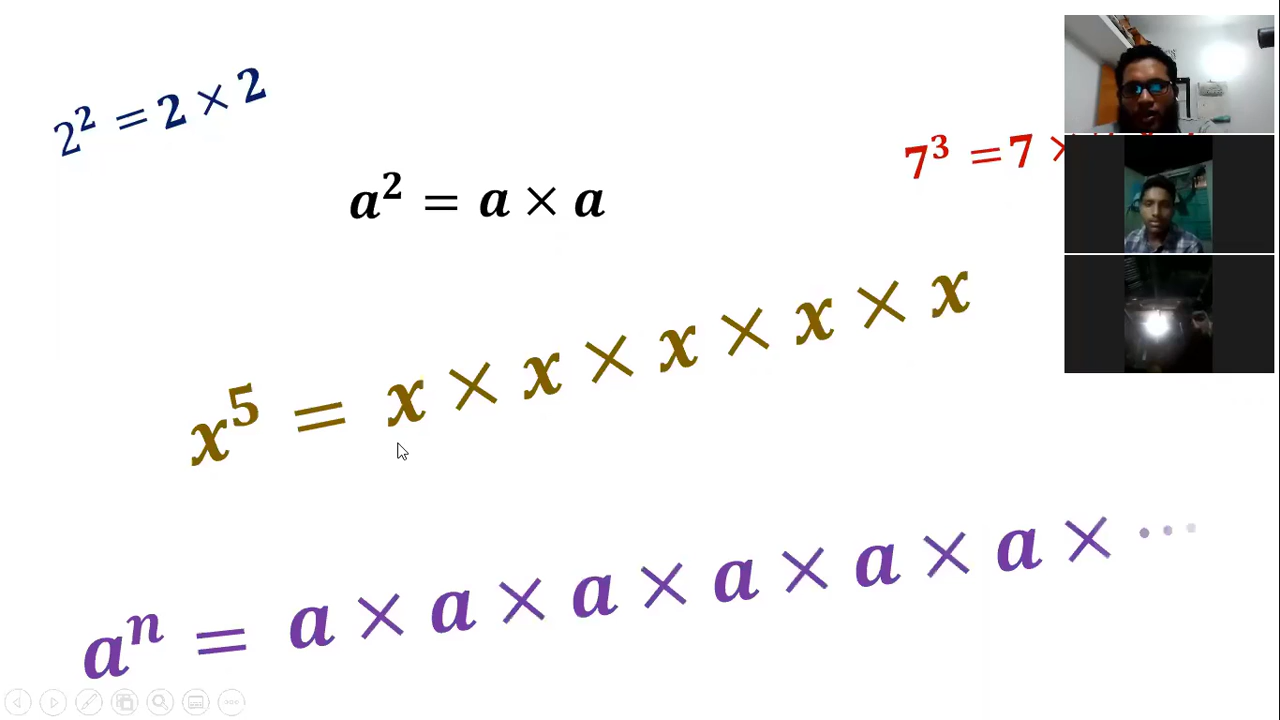 2² = 2 × 2
7³ = 7 ×
a² = a × a
x⁵ = x × x × x × x × x
aⁿ = a × a × a × a × a × a × ⋯